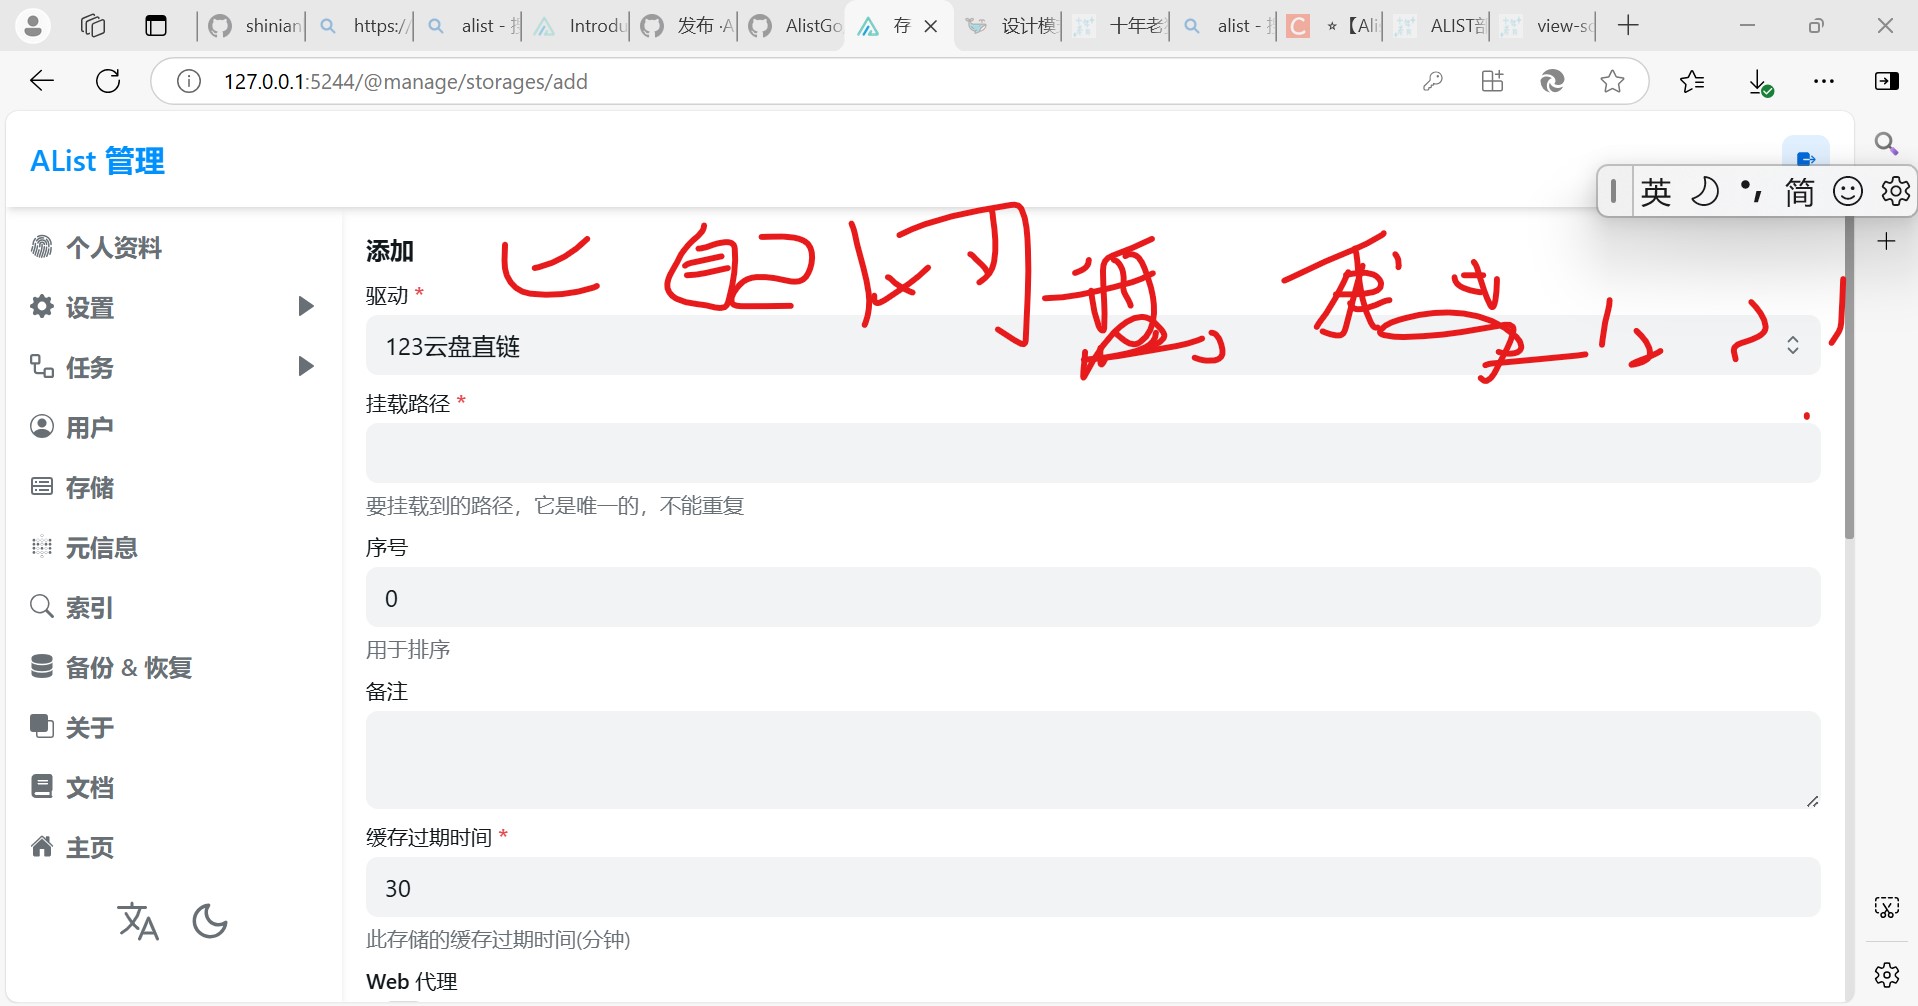 shinian
https:/
alist - 
Introdu
发布 · A
AlistGo
存
设计模
十年老
alist - 
【Ali
ALIST部
view-so
127.0.0.1:5244/@manage/storages/add
AList 管理
英 简
个人资料
设置
任务
用户
存储
元信息
索引
备份 & 恢复
关于
文档
主页
添加
驱动 *
123云盘直链
挂载路径 *
要挂载到的路径，它是唯一的，不能重复
序号
0
用于排序
备注
缓存过期时间 *
30
此存储的缓存过期时间(分钟)
Web 代理